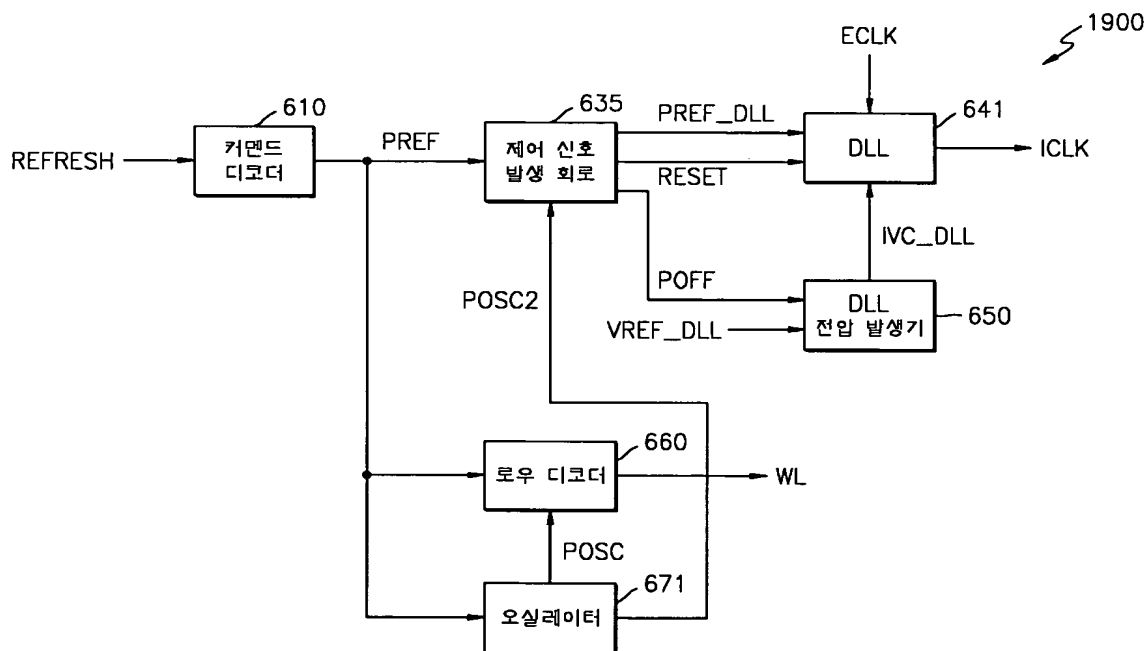 1900
ECLK
610
635
PREF_DLL
641
REFRESH
커멘드
디코더
PREF
제어 신호
발생 회로
RESET
DLL
ICLK
IVC_DLL
POSC2
POFF
DLL
전압 발생기
650
VREF_DLL
660
로우 디코더
WL
POSC
671
오실레이터